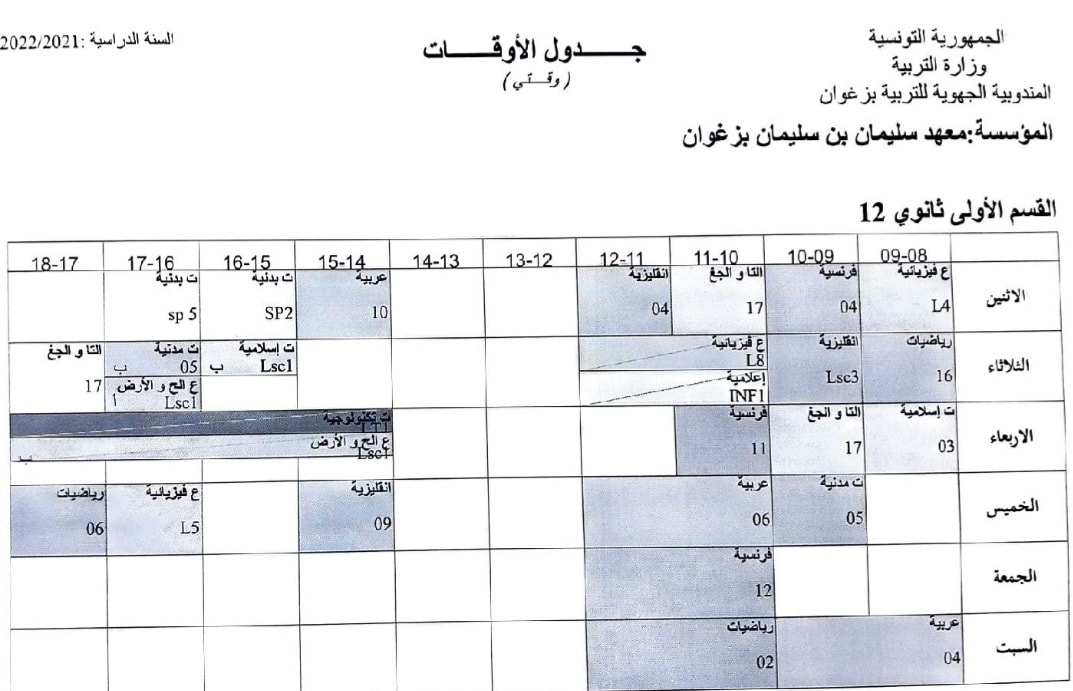 الجمهورية التونسية
وزارة التربية
المندوبية الجهوية للتربية بزغوان
المؤسسة:معهد سليمان بن سليمان بزغوان
جـــــدول الأوقـــــات
(وقـتـي)
السنة الدراسية :2022/2021
القسم الأولى ثانوي 12
09-08 10-09 11-10 12-11 13-12 14-13 15-14 16-15 17-16 18-17
الاثنين
ع فيزيائية L4
فرنسية 04
التا و الجغ 17
انقليزية 04
عربية 10
ت بدنية SP2
ت بدنية sp 5
الثلاثاء
رياضيات 16
انقليزية Lsc3
ع فيزيائية L8
إعلامية INF1
ت إسلامية Lsc1 ب
ت مدنية 05 ب
ع الح و الأرض Lsc1 أ
التا و الجغ 17
الاربعاء
ت إسلامية 03
التا و الجغ 17
فرنسية 11
ت تكنولوجية LT1
ع الح و الأرض Lsc1 ب
الخميس
ت مدنية 05
عربية 06
انقليزية 09
ع فيزيائية L5
رياضيات 06
الجمعة
فرنسية 12
السبت
عربية 04
رياضيات 02